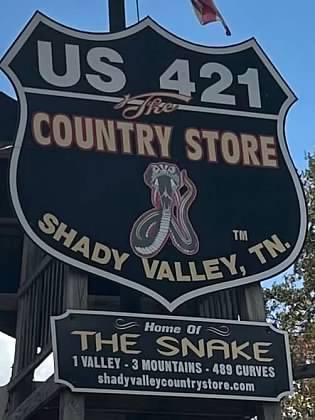 US 421
The
COUNTRY STORE
SHADY VALLEY, TN.
TM
Home Of
THE SNAKE
1 VALLEY - 3 MOUNTAINS - 489 CURVES
shadyvalleycountrystore.com